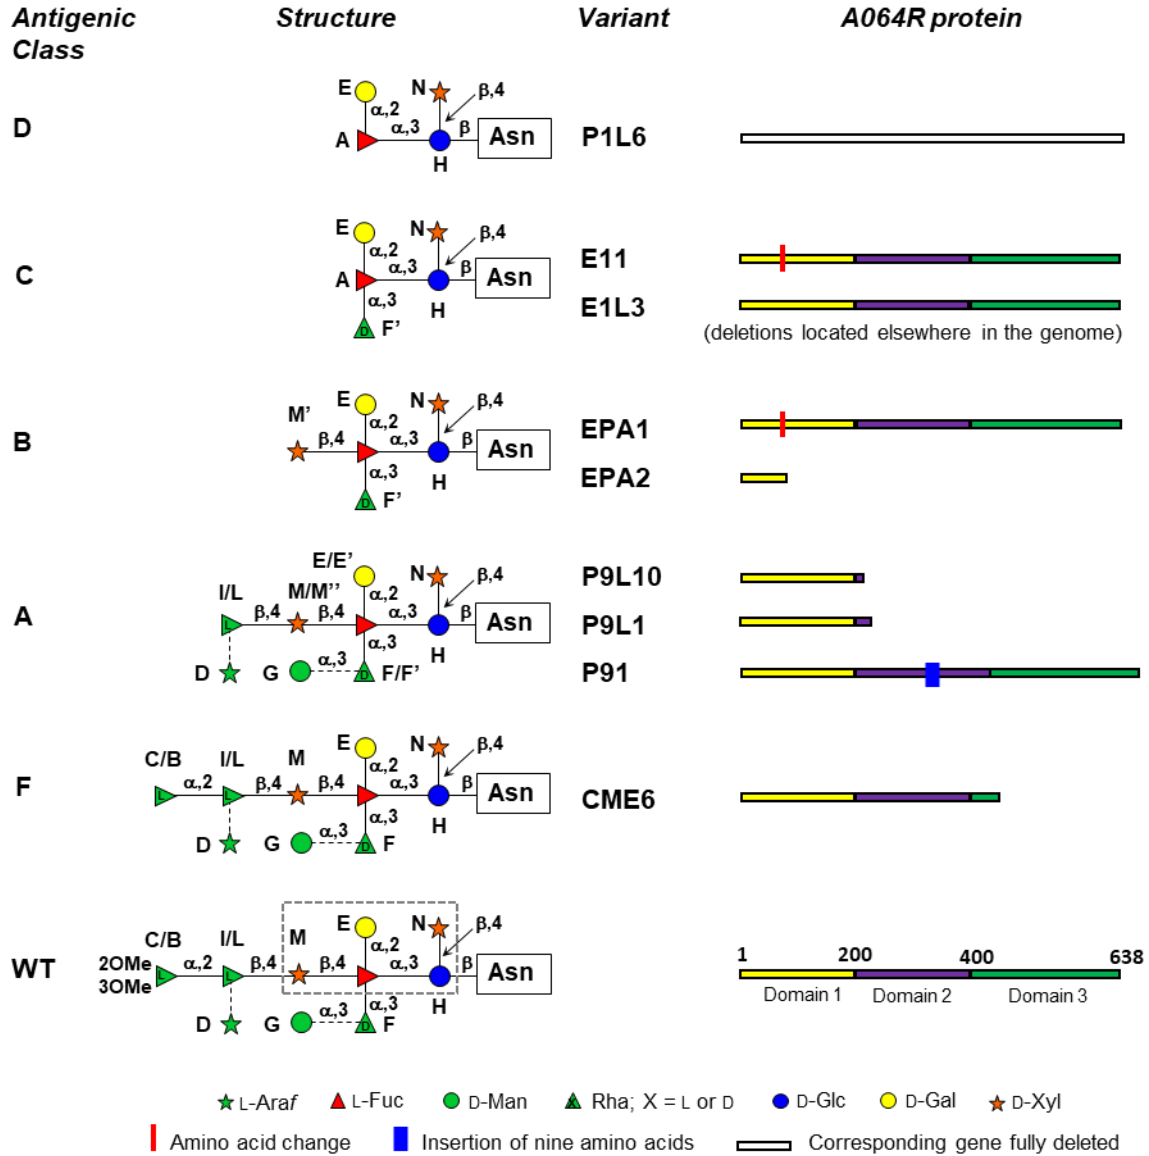 Antigenic Class
Structure
Variant
A064R protein
D
E
N
β,4
α,2
α,3
β
A
H
Asn
P1L6
C
E
N
β,4
α,2
α,3
β
A
H
Asn
α,3
D
F'
E11
E1L3
(deletions located elsewhere in the genome)
B
M'
E
N
β,4
α,2
β,4
α,3
β
H
Asn
α,3
D
F'
EPA1
EPA2
A
E/E'
N
β,4
I/L
M/M''
α,2
β,4
β,4
α,3
β
L
H
Asn
α,3
α,3
D
G
D
F/F'
P9L10
P9L1
P91
F
C/B
I/L
M
E
N
β,4
α,2
α,2
β,4
β,4
α,3
β
L
L
H
Asn
α,3
α,3
D
G
D
F
CME6
WT
C/B
I/L
M
E
N
β,4
2OMe
3OMe
α,2
α,2
β,4
β,4
α,3
β
L
L
H
Asn
α,3
α,3
D
G
D
F
1 200 400 638
Domain 1 Domain 2 Domain 3
L-Araf L-Fuc D-Man X Rha; X = L or D D-Glc D-Gal D-Xyl
Amino acid change Insertion of nine amino acids Corresponding gene fully deleted